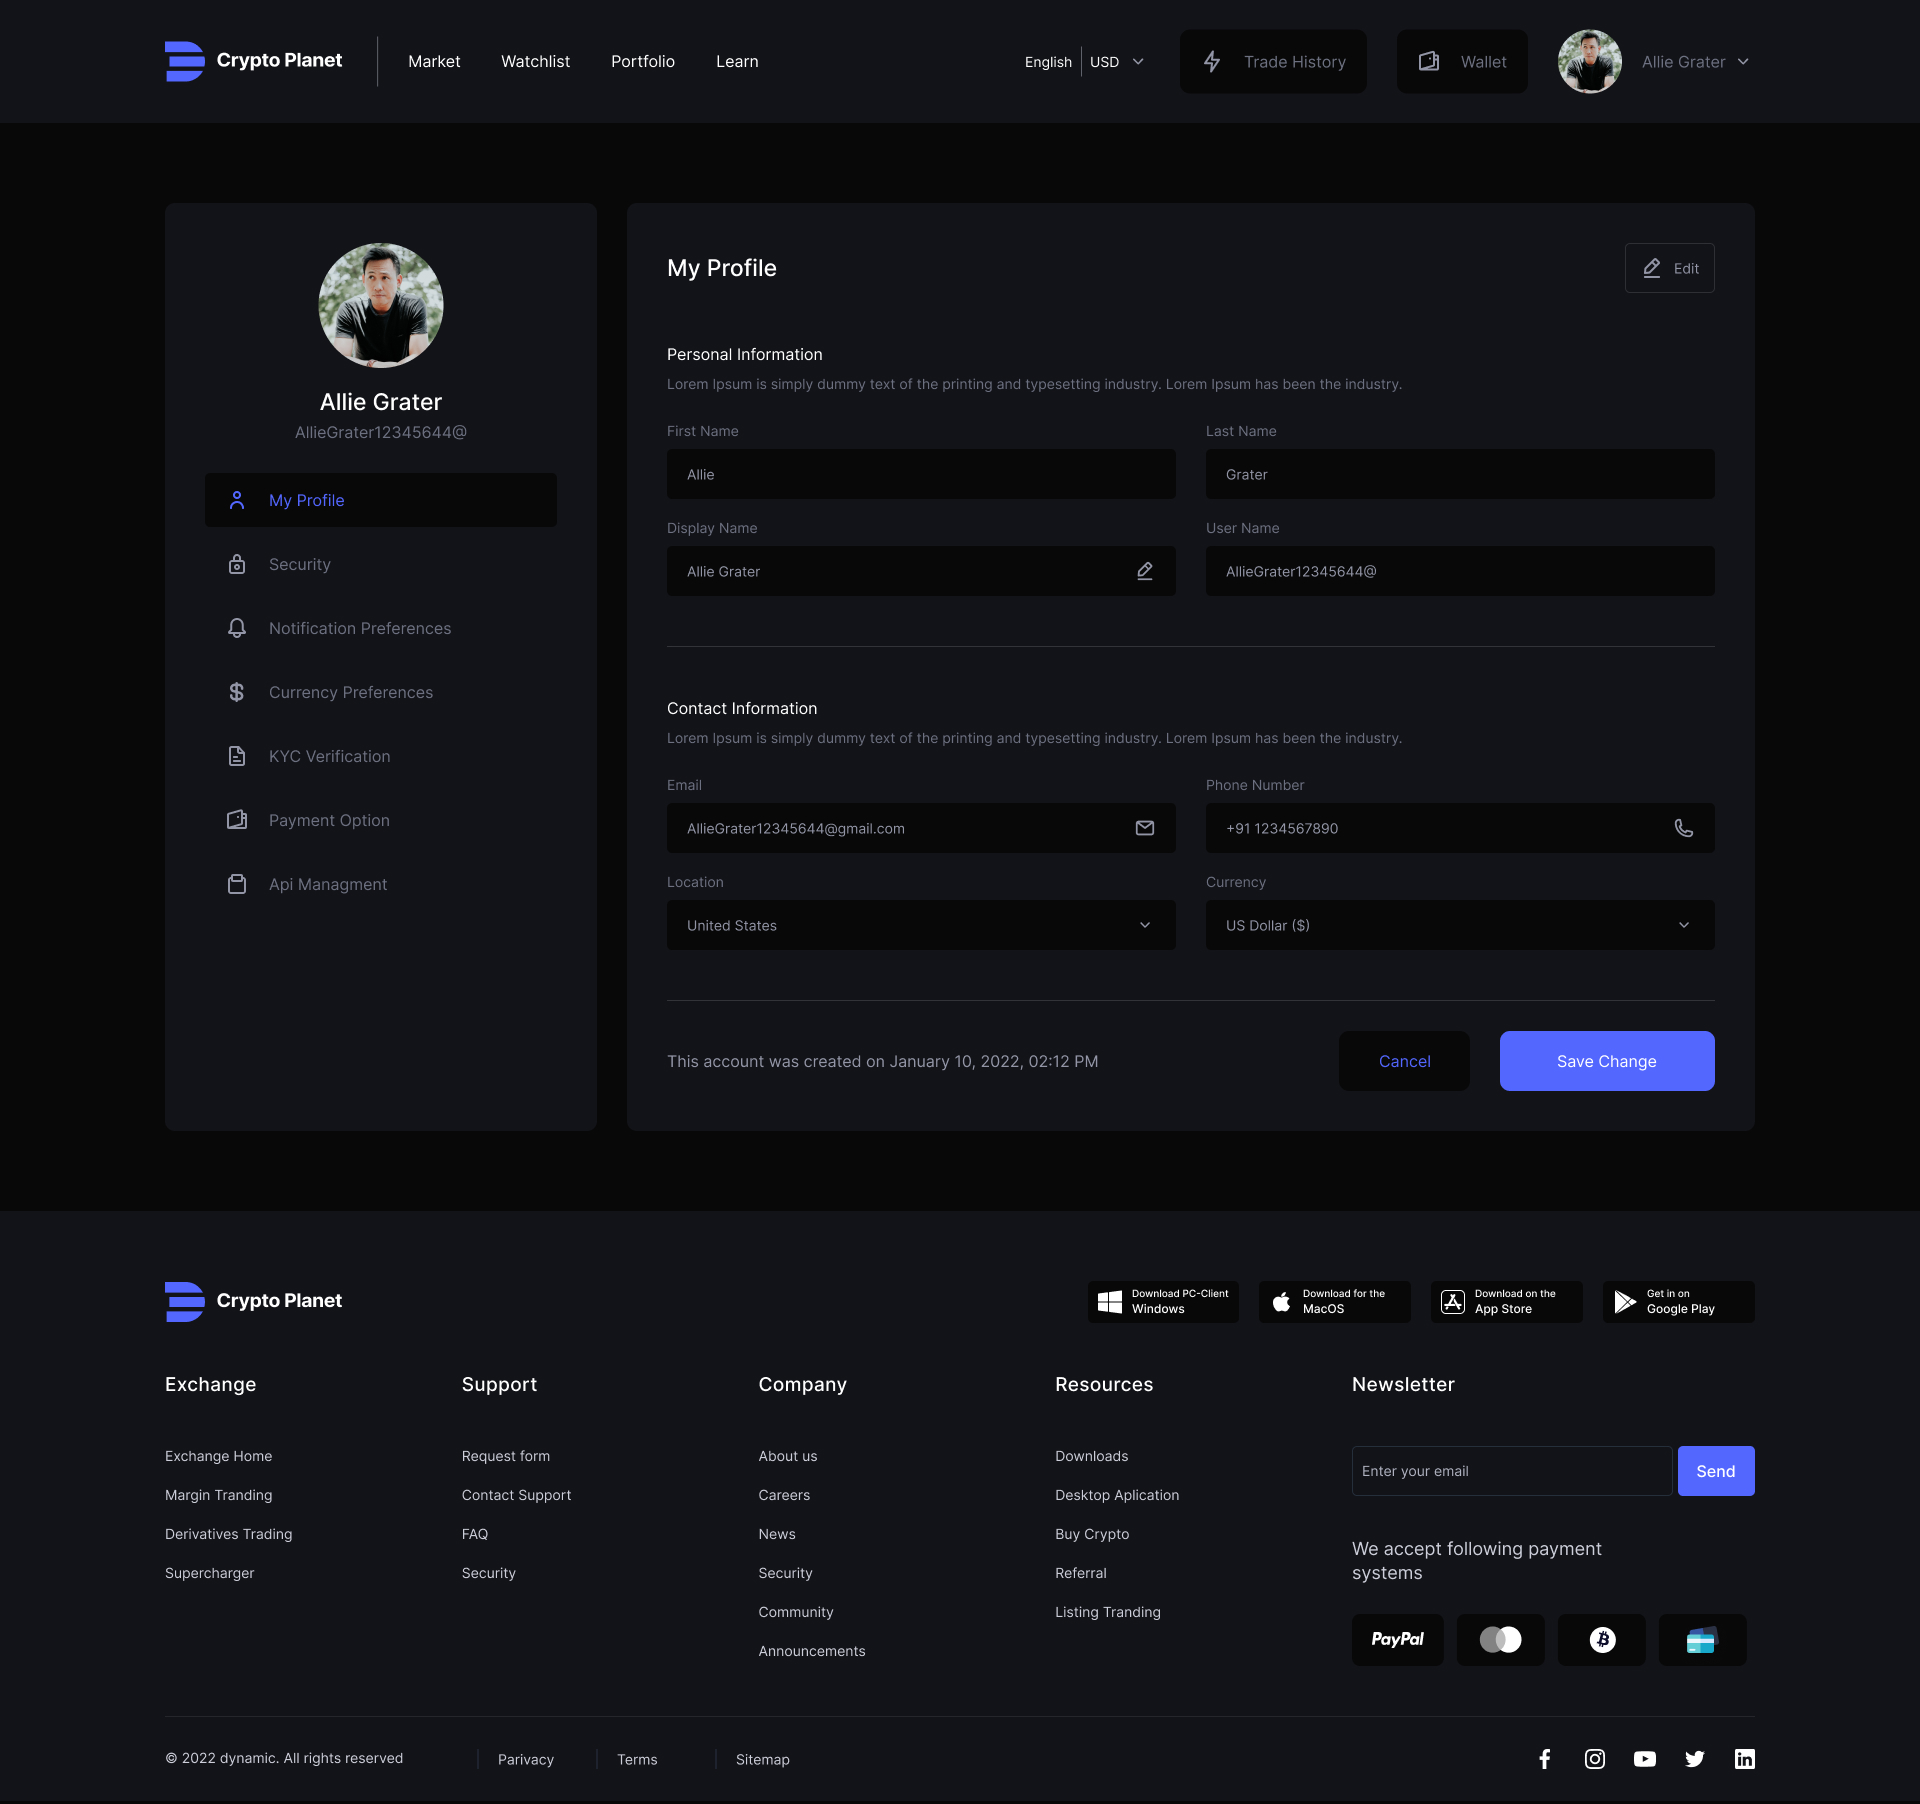 Crypto Planet
Market
Watchlist
Portfolio
Learn
English
USD
Trade History
Wallet
Allie Grater
Allie Grater
AllieGrater12345644@
My Profile
Security
Notification Preferences
Currency Preferences
KYC Verification
Payment Option
Api Managment
My Profile
Edit
Personal Information
Lorem Ipsum is simply dummy text of the printing and typesetting industry. Lorem Ipsum has been the industry.
First Name
Last Name
Allie
Grater
Display Name
User Name
Allie Grater
AllieGrater12345644@
Contact Information
Lorem Ipsum is simply dummy text of the printing and typesetting industry. Lorem Ipsum has been the industry.
Email
Phone Number
AllieGrater12345644@gmail.com
+91 1234567890
Location
Currency
United States
US Dollar ($)
This account was created on January 10, 2022, 02:12 PM
Cancel
Save Change
Crypto Planet
Download PC-Client
Windows
Download for the
MacOS
Download on the
App Store
Get in on
Google Play
Exchange
Exchange Home
Margin Tranding
Derivatives Trading
Supercharger
Support
Request form
Contact Support
FAQ
Security
Company
About us
Careers
News
Security
Community
Announcements
Resources
Downloads
Desktop Aplication
Buy Crypto
Referral
Listing Tranding
Newsletter
Enter your email
Send
We accept following payment
systems
PayPal
© 2022 dynamic. All rights reserved
Parivacy
Terms
Sitemap